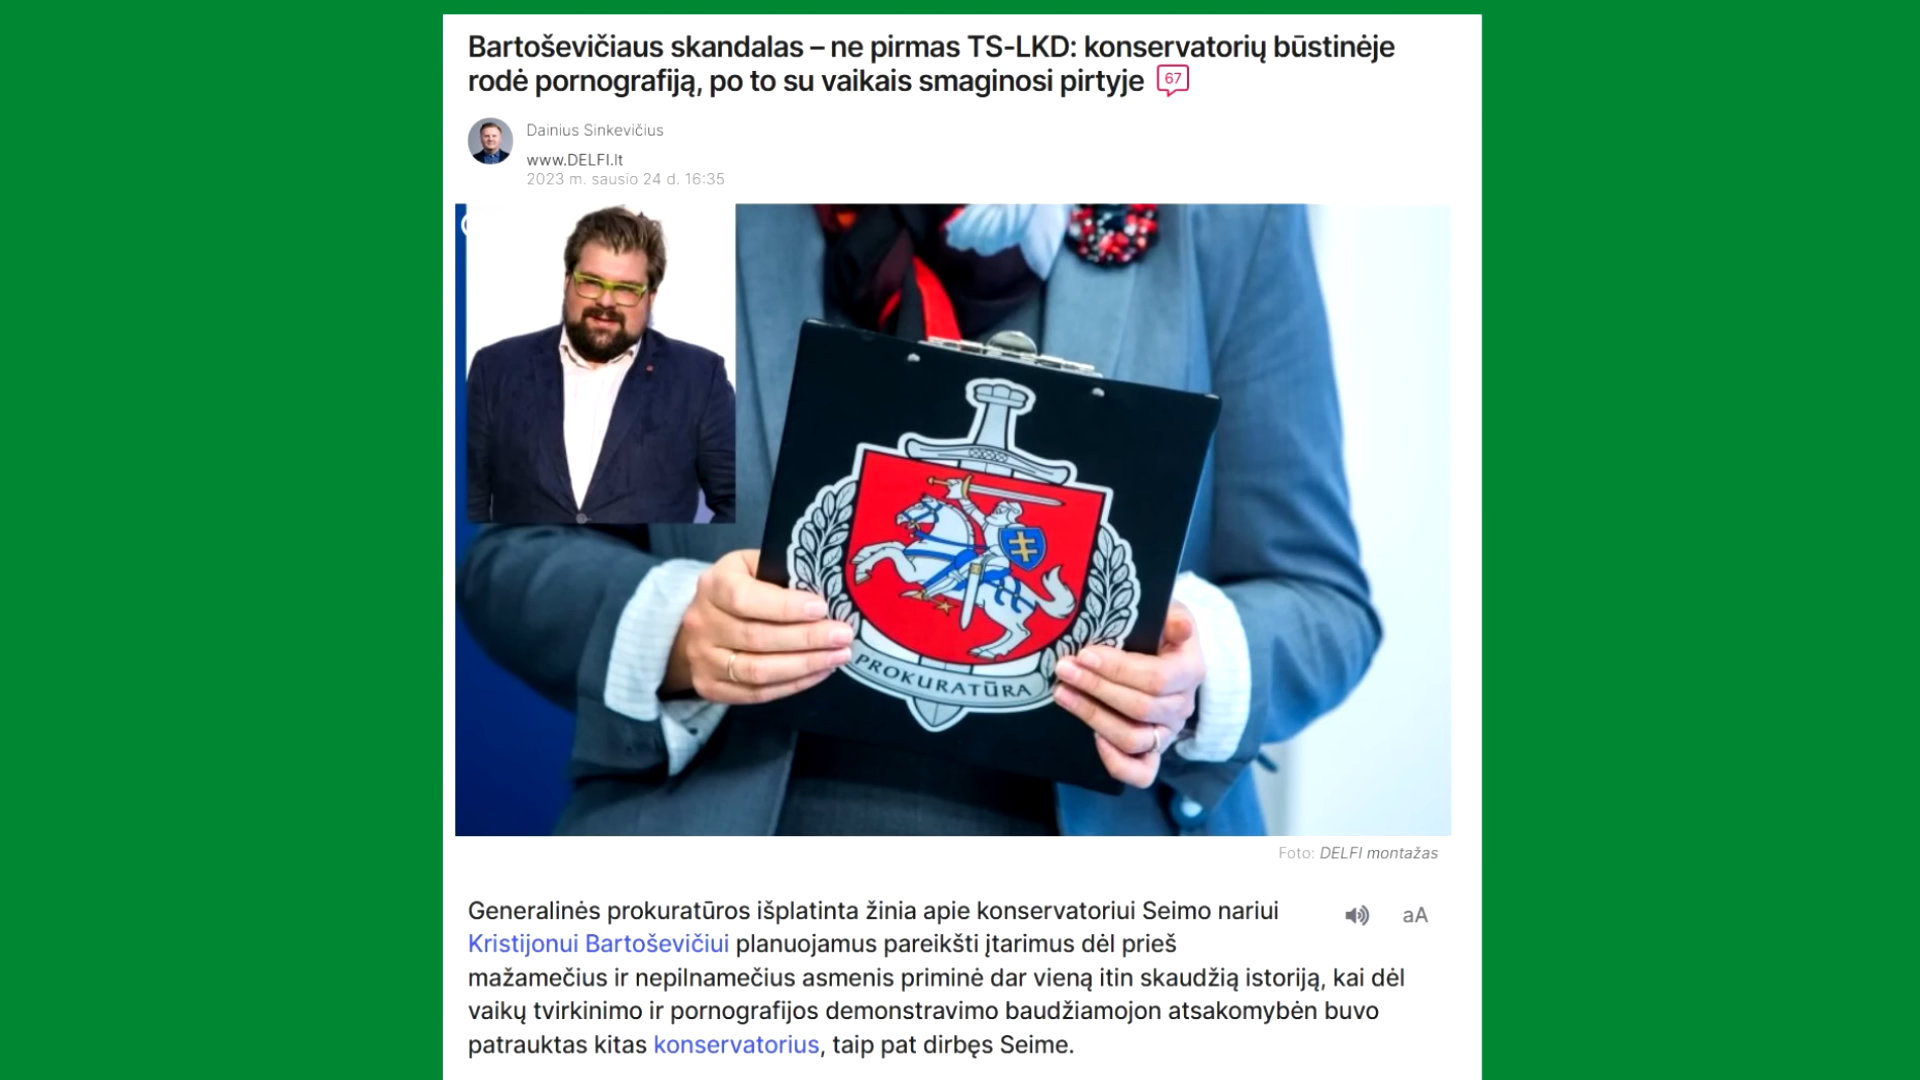 Bartoševičiaus skandalas – ne pirmas TS-LKD: konservatorių būstinėje
rodė pornografiją, po to su vaikais smaginosi pirtyje 67
Dainius Sinkevičius
www.DELFI.lt
2023 m. sausio 24 d. 16:35
PROKURATŪRA
Foto: DELFI montažas
Generalinės prokuratūros išplatinta žinia apie konservatoriui Seimo nariui
aA
Kristijonui Bartoševičiui planuojamus pareikšti įtarimus dėl prieš
mažamečius ir nepilnamečius asmenis priminė dar vieną itin skaudžią istoriją, kai dėl
vaikų tvirkinimo ir pornografijos demonstravimo baudžiamojon atsakomybėn buvo
patrauktas kitas konservatorius, taip pat dirbęs Seime.